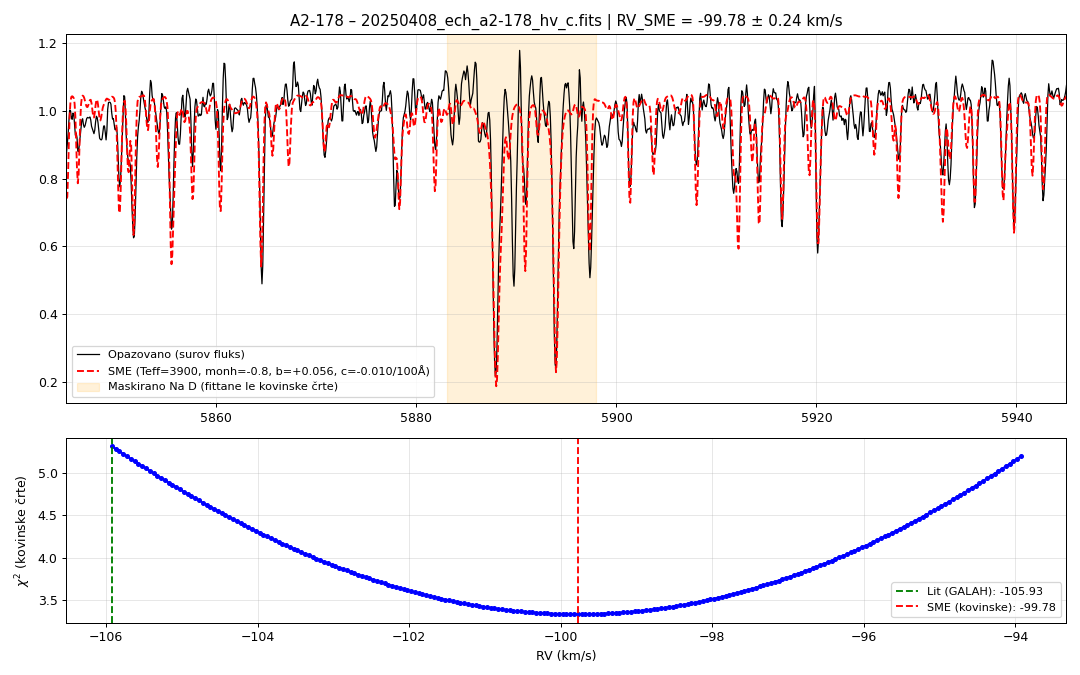 A2-178 – 20250408_ech_a2-178_hv_c.fits | RV_SME = -99.78 ± 0.24 km/s
1.2
1.0
0.8
0.6
0.4
0.2
Opazovano (surov fluks)
SME (Teff=3900, monh=-0.8, b=+0.056, c=-0.010/100Å)
Maskirano Na D (fittane le kovinske črte)
5860 5880 5900 5920 5940
χ² (kovinske črte)
5.0
4.5
4.0
3.5
Lit (GALAH): -105.93
SME (kovinske): -99.78
−106 −104 −102 −100 −98 −96 −94
RV (km/s)